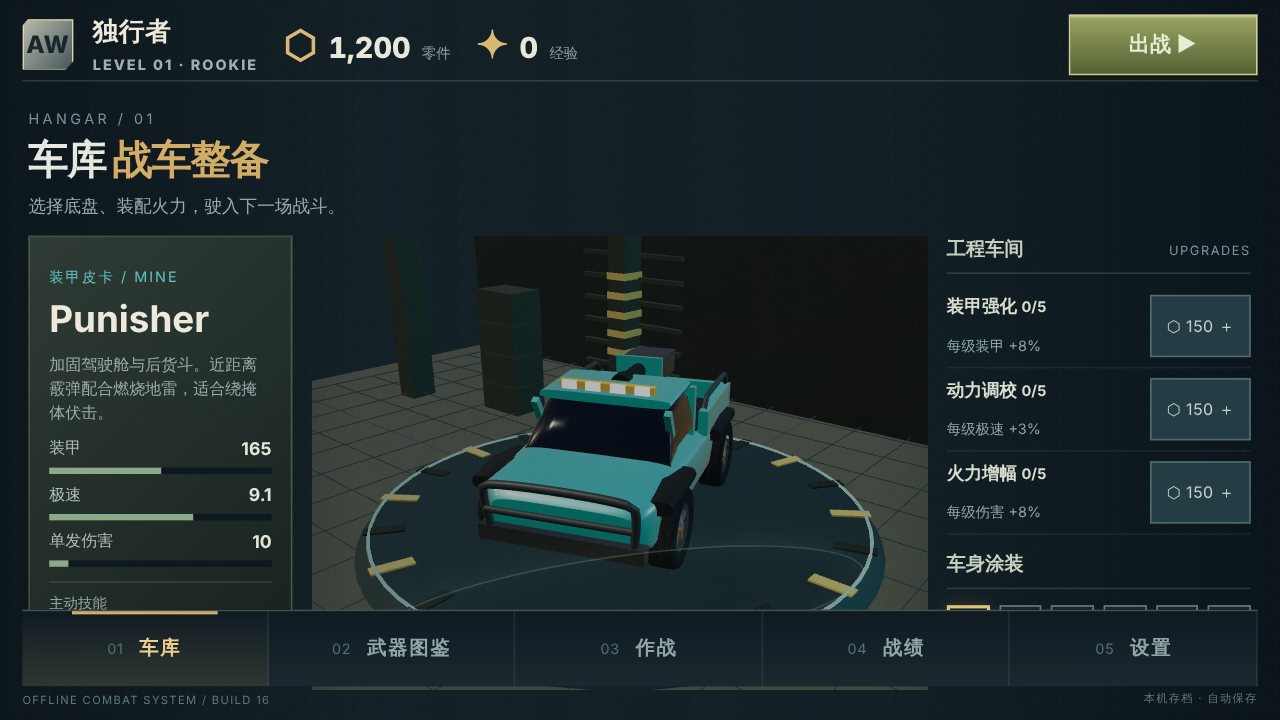 AW
独行者
LEVEL 01 · ROOKIE
1,200 零件
0 经验
出战 ▶
HANGAR / 01
车库 战车整备
选择底盘、装配火力，驶入下一场战斗。
装甲皮卡 / MINE
Punisher
加固驾驶舱与后货斗。近距离
霰弹配合燃烧地雷，适合绕掩
体伏击。
装甲 165
极速 9.1
单发伤害 10
主动技能
工程车间 UPGRADES
装甲强化 0/5
每级装甲 +8%
⬡ 150 +
动力调校 0/5
每级极速 +3%
⬡ 150 +
火力增幅 0/5
每级伤害 +8%
⬡ 150 +
车身涂装
01 车库
02 武器图鉴
03 作战
04 战绩
05 设置
OFFLINE COMBAT SYSTEM / BUILD 16
本机存档 · 自动保存